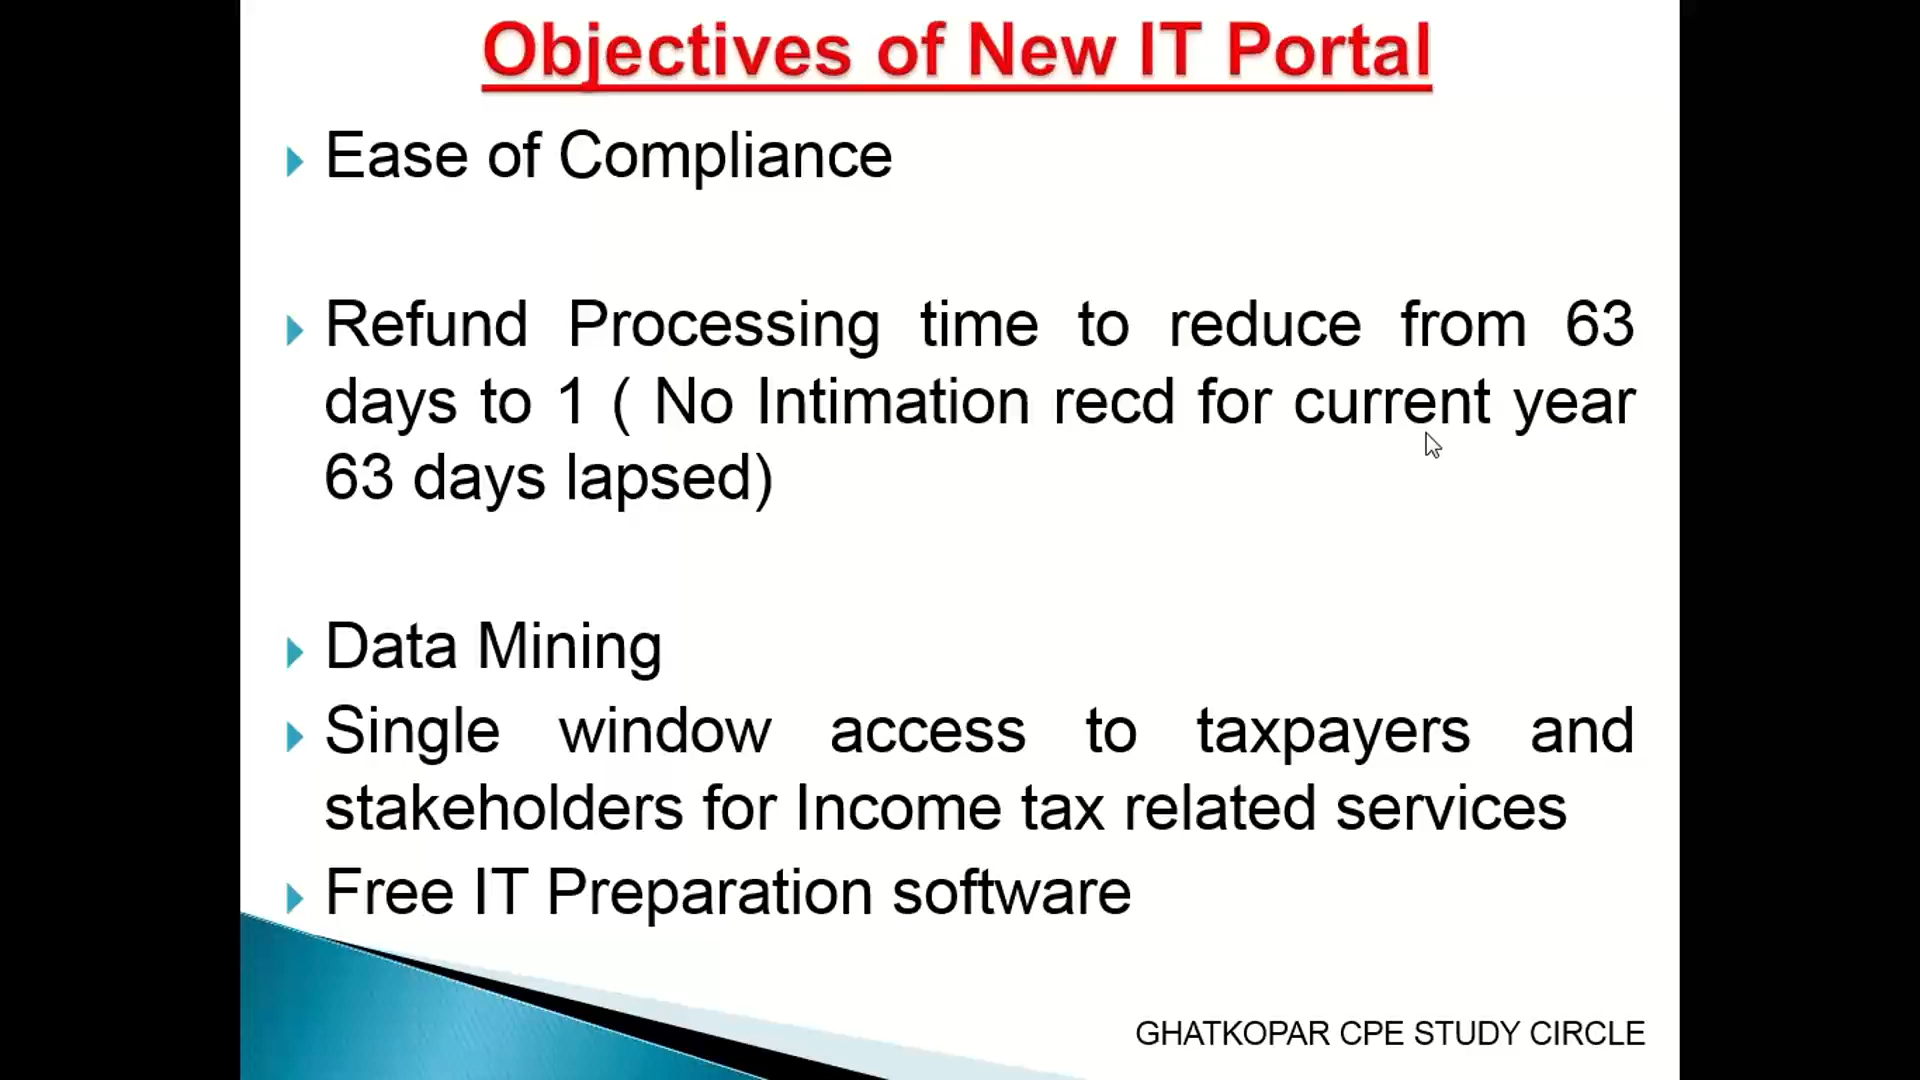 Objectives of New IT Portal
Ease of Compliance
Refund Processing time to reduce from 63
days to 1 ( No Intimation recd for current year
63 days lapsed)
Data Mining
Single window access to taxpayers and
stakeholders for Income tax related services
Free IT Preparation software
GHATKOPAR CPE STUDY CIRCLE